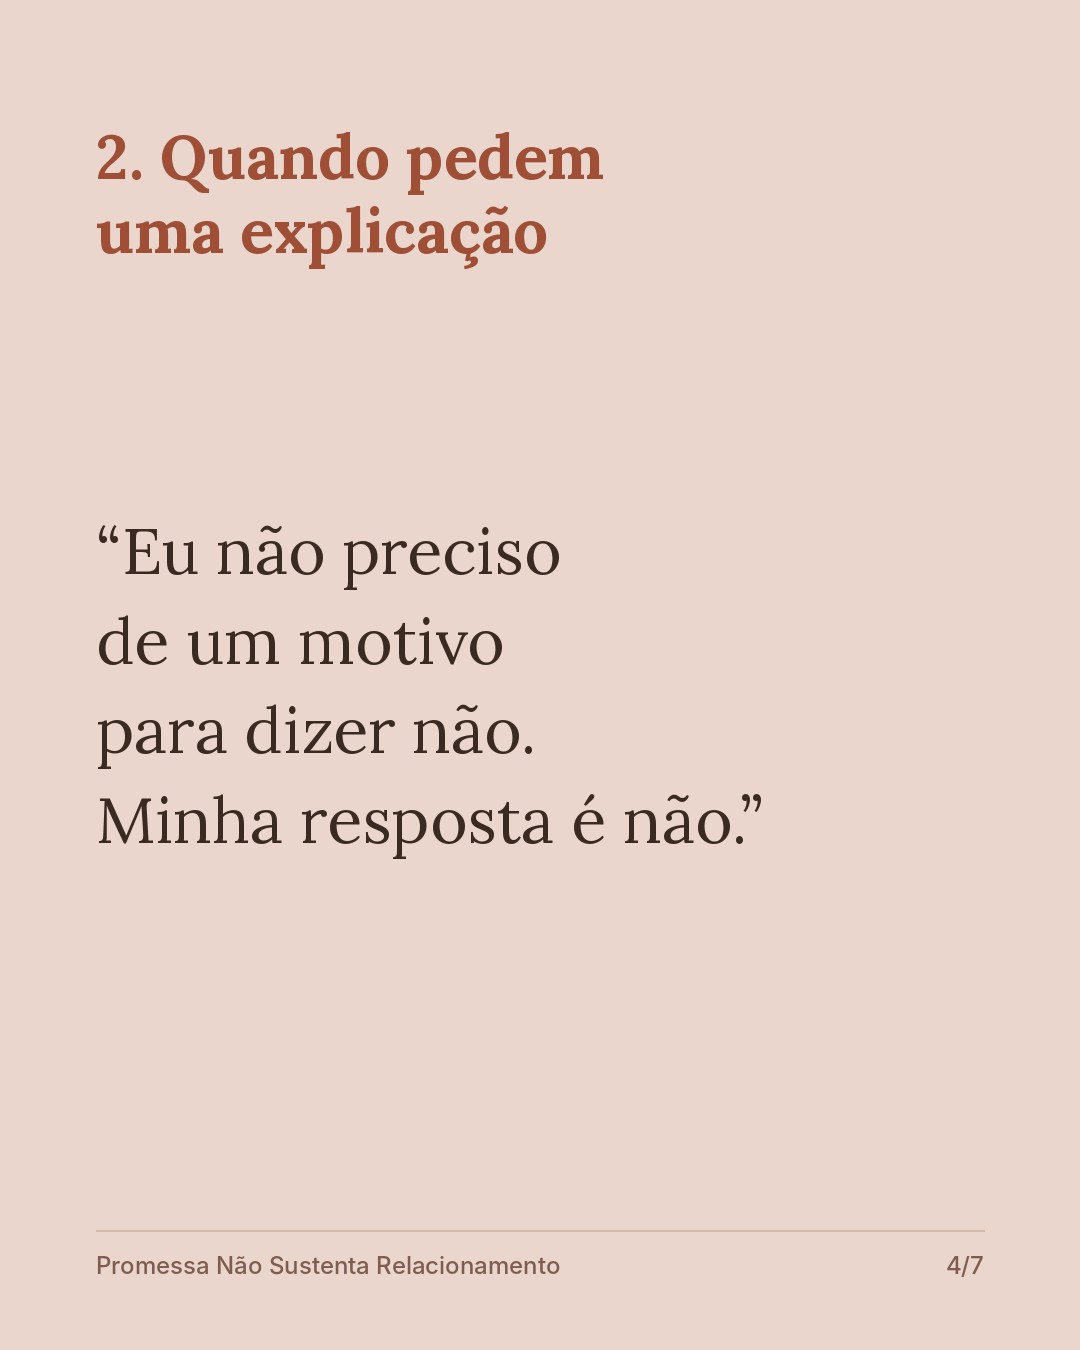 2. Quando pedem
uma explicação
“Eu não preciso
de um motivo
para dizer não.
Minha resposta é não.”
Promessa Não Sustenta Relacionamento
4/7